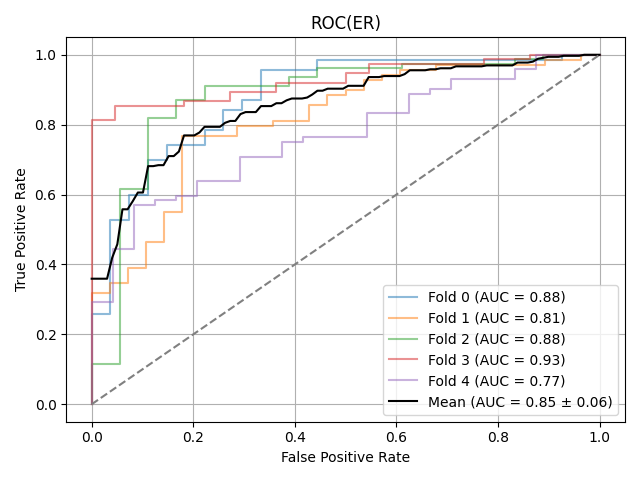 ROC(ER)
True Positive Rate
1.0
0.8
0.6
0.4
0.2
0.0
Fold 0 (AUC = 0.88)
Fold 1 (AUC = 0.81)
Fold 2 (AUC = 0.88)
Fold 3 (AUC = 0.93)
Fold 4 (AUC = 0.77)
Mean (AUC = 0.85 ± 0.06)
0.0 0.2 0.4 0.6 0.8 1.0
False Positive Rate